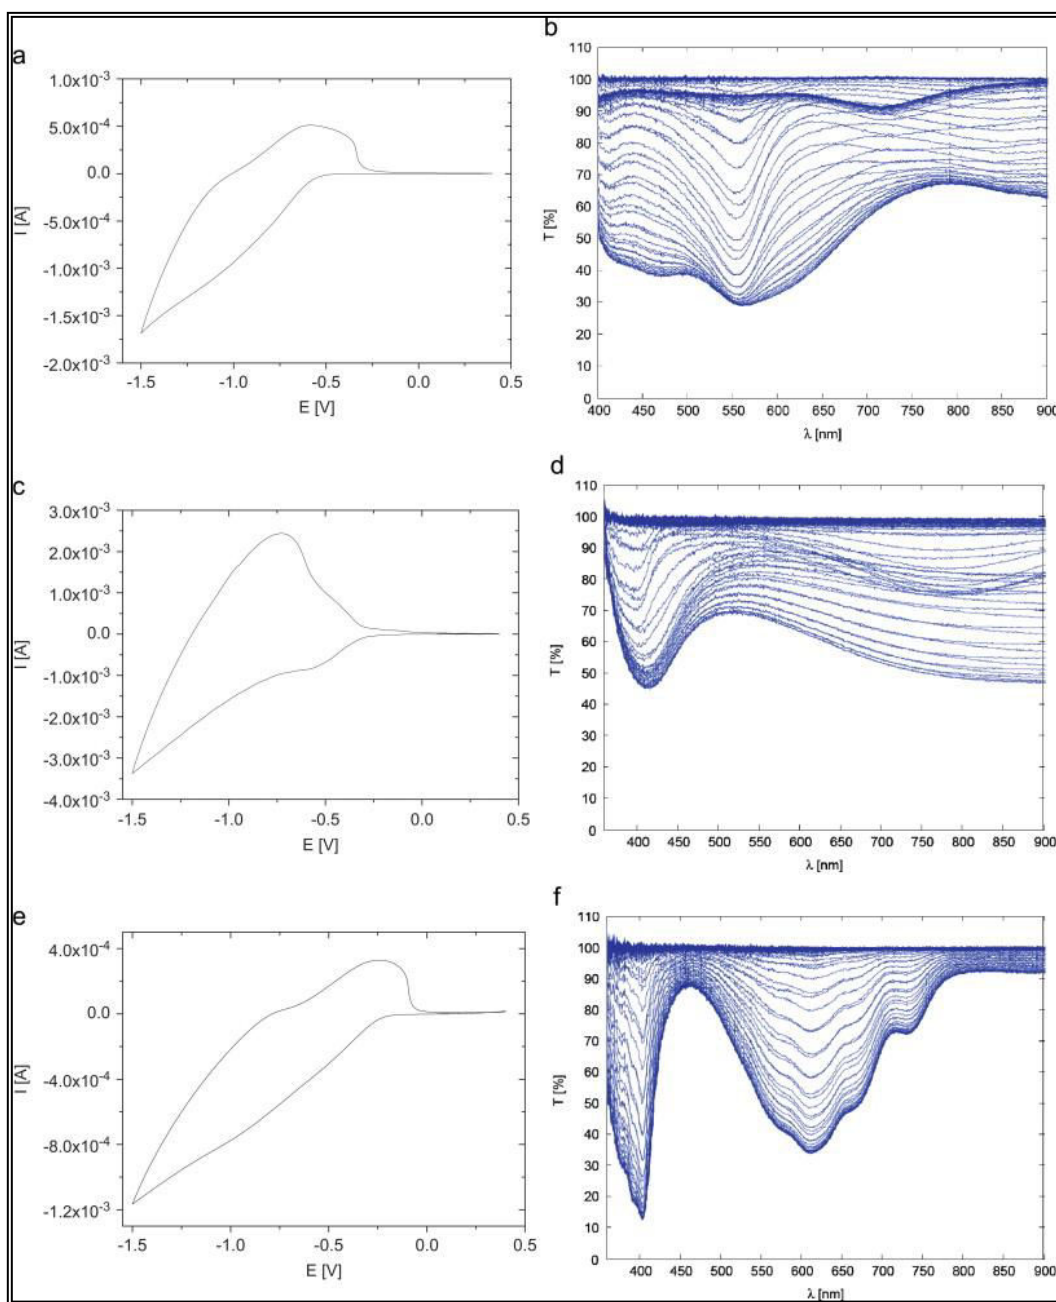 a
1.0x10-3
5.0x10-4
0.0
-5.0x10-4
-1.0x10-3
-1.5x10-3
-2.0x10-3
I [A]
-1.5 -1.0 -0.5 0.0 0.5
E [V]
b
110
100
90
80
70
60
50
40
30
20
10
0
T [%]
400 450 500 550 600 650 700 750 800 850 900
λ [nm]
c
3.0x10-3
2.0x10-3
1.0x10-3
0.0
-1.0x10-3
-2.0x10-3
-3.0x10-3
-4.0x10-3
I [A]
-1.5 -1.0 -0.5 0.0 0.5
E [V]
d
110
100
90
80
70
60
50
40
30
20
10
0
T [%]
400 450 500 550 600 650 700 750 800 850 900
λ [nm]
e
4.0x10-4
0.0
-4.0x10-4
-8.0x10-4
-1.2x10-3
I [A]
-1.5 -1.0 -0.5 0.0 0.5
E [V]
f
110
100
90
80
70
60
50
40
30
20
10
0
T [%]
400 450 500 550 600 650 700 750 800 850 900
λ [nm]